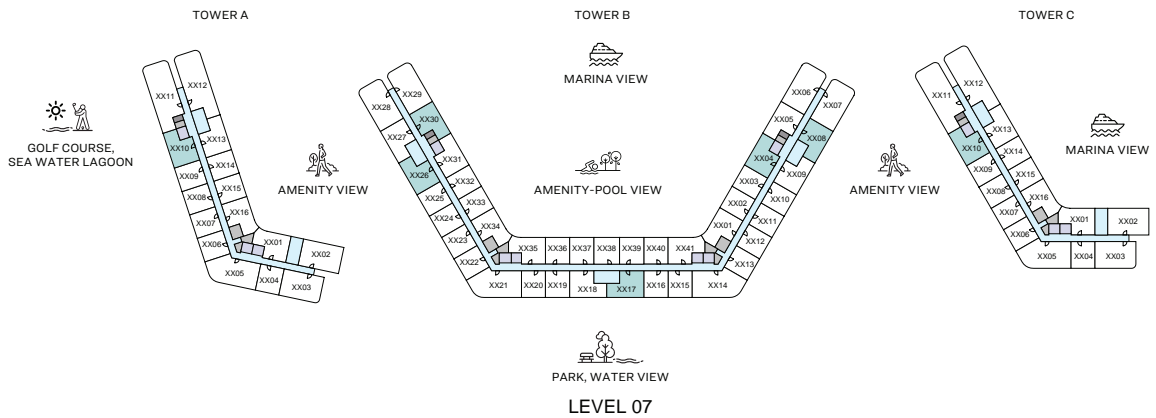 TOWER A
TOWER B
TOWER C
MARINA VIEW
GOLF COURSE,
SEA WATER LAGOON
AMENITY VIEW
AMENITY-POOL VIEW
AMENITY VIEW
MARINA VIEW
PARK, WATER VIEW
LEVEL 07
XX12
XX11
XX13
XX10
XX14
XX09
XX15
XX08
XX16
XX07
XX06
XX01
XX02
XX05
XX04
XX03
XX29
XX28
XX30
XX27
XX31
XX26
XX32
XX25
XX33
XX24
XX34
XX23
XX22
XX21
XX35
XX36
XX37
XX38
XX39
XX40
XX41
XX20
XX19
XX18
XX17
XX16
XX15
XX14
XX06
XX07
XX05
XX08
XX04
XX09
XX03
XX10
XX02
XX11
XX01
XX12
XX13
XX12
XX11
XX13
XX10
XX14
XX09
XX15
XX08
XX16
XX07
XX06
XX01
XX02
XX05
XX04
XX03